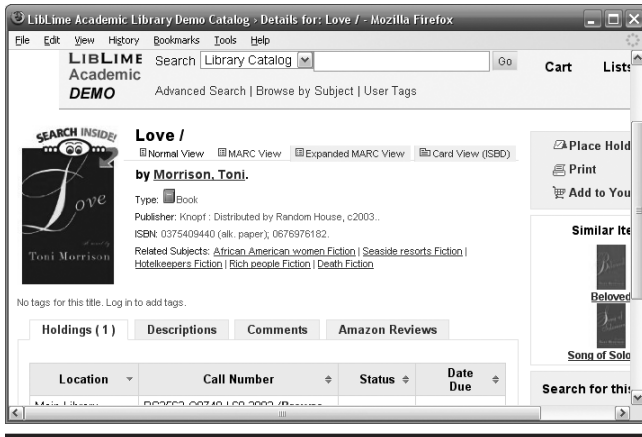 LibLime Academic Library Demo Catalog › Details for: Love / - Mozilla Firefox
File Edit View History Bookmarks Tools Help
LIBLIME
Academic
DEMO
Search Library Catalog Go
Advanced Search | Browse by Subject | User Tags
Cart Lists
SEARCH INSIDE!
Love
a novel by
Toni Morrison
Love /
Normal View MARC View Expanded MARC View Card View (ISBD)
by Morrison, Toni.
Type: Book
Publisher: Knopf : Distributed by Random House, c2003..
ISBN: 0375409440 (alk. paper); 0676976182.
Related Subjects: African American women Fiction | Seaside resorts Fiction |
Hotelkeepers Fiction | Rich people Fiction | Death Fiction
Place Hold
Print
Add to You
Similar Ite
Beloved
Song of Solo
Search for this
No tags for this title. Log in to add tags.
Holdings ( 1 ) Descriptions Comments Amazon Reviews
Location Call Number Status Date Due
Main Library